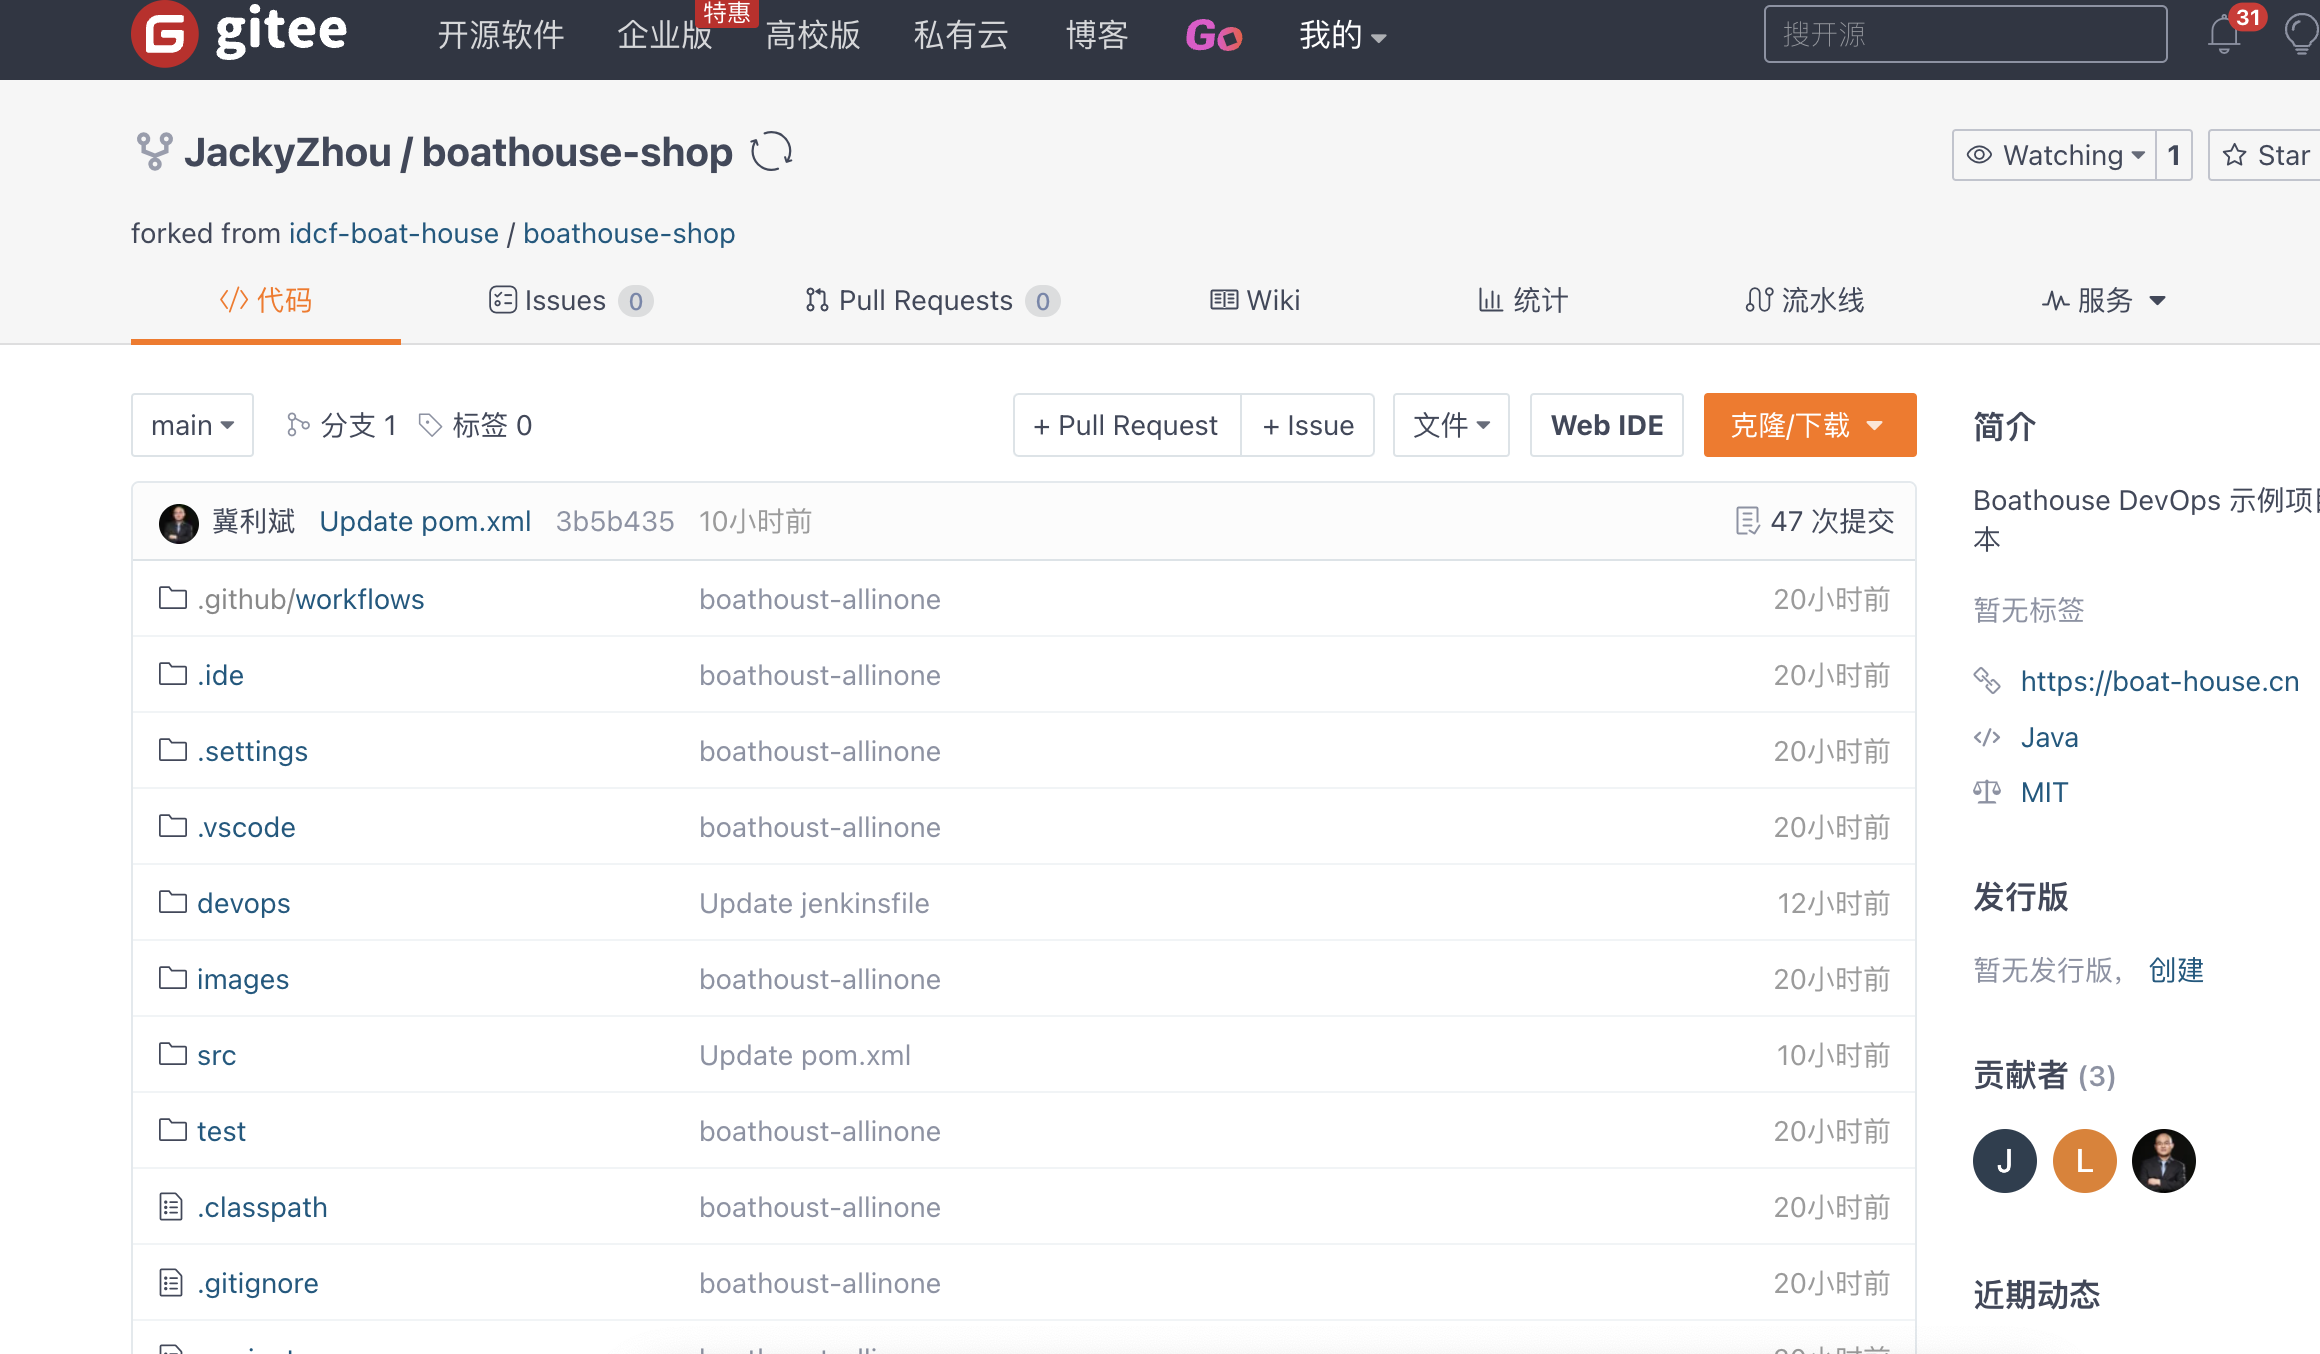 gitee 开源软件 企业版 特惠 高校版 私有云 博客 Go 我的 搜开源 31
JackyZhou / boathouse-shop Watching 1 Star
forked from idcf-boat-house / boathouse-shop
代码 Issues 0 Pull Requests 0 Wiki 统计 流水线 服务
main 分支 1 标签 0 + Pull Request + Issue 文件 Web IDE 克隆/下载
冀利斌 Update pom.xml 3b5b435 10小时前 47 次提交
.github/workflows boathoust-allinone 20小时前
.ide boathoust-allinone 20小时前
.settings boathoust-allinone 20小时前
.vscode boathoust-allinone 20小时前
devops Update jenkinsfile 12小时前
images boathoust-allinone 20小时前
src Update pom.xml 10小时前
test boathoust-allinone 20小时前
.classpath boathoust-allinone 20小时前
.gitignore boathoust-allinone 20小时前
简介
Boathouse DevOps 示例项目
本
暂无标签
https://boat-house.cn
Java
MIT
发行版
暂无发行版， 创建
贡献者 (3)
J L
近期动态